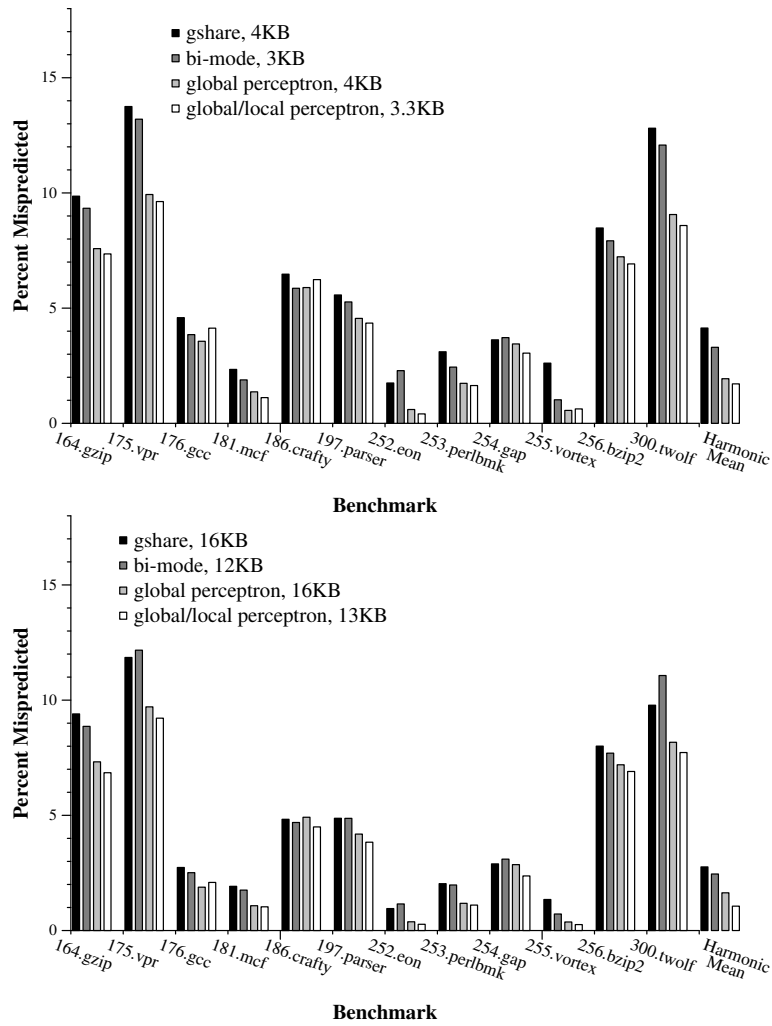 gshare, 4KB
bi-mode, 3KB
global perceptron, 4KB
global/local perceptron, 3.3KB
Percent Mispredicted
15
10
5
0
164.gzip
175.vpr
176.gcc
181.mcf
186.crafty
197.parser
252.eon
253.perlbmk
254.gap
255.vortex
256.bzip2
300.twolf
Harmonic
Mean
Benchmark
gshare, 16KB
bi-mode, 12KB
global perceptron, 16KB
global/local perceptron, 13KB
Percent Mispredicted
15
10
5
0
164.gzip
175.vpr
176.gcc
181.mcf
186.crafty
197.parser
252.eon
253.perlbmk
254.gap
255.vortex
256.bzip2
300.twolf
Harmonic
Mean
Benchmark